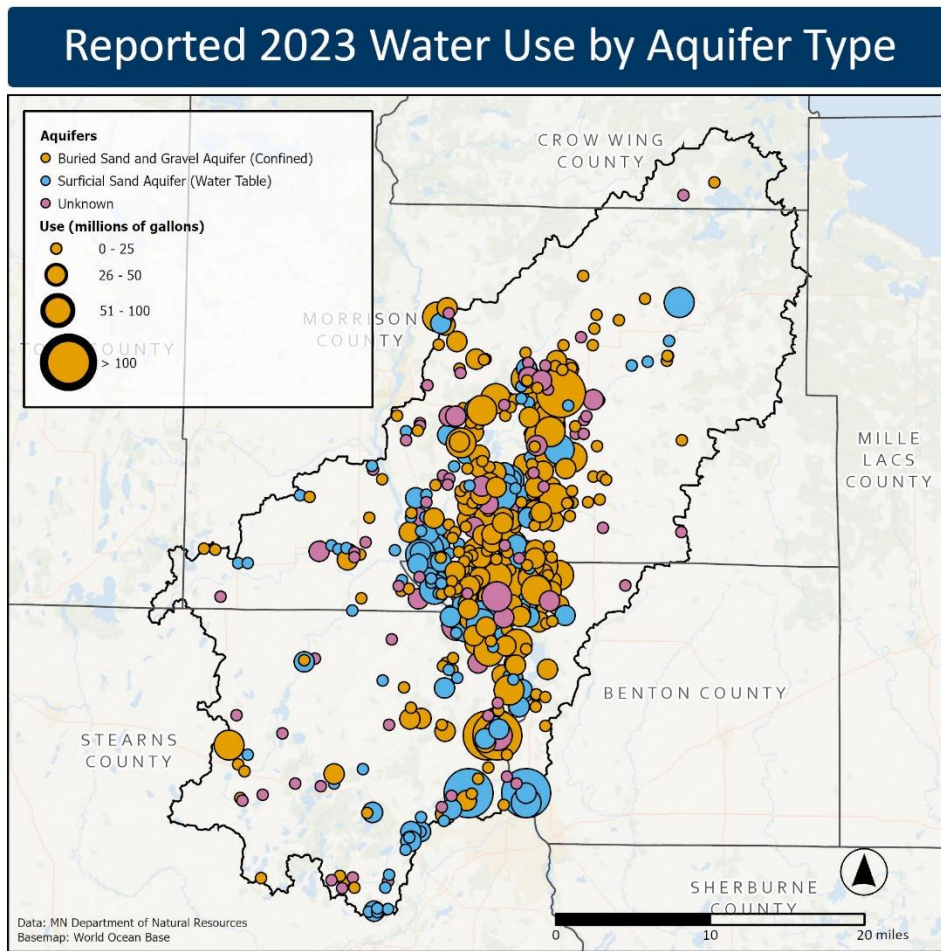 Reported 2023 Water Use by Aquifer Type
Aquifers
Buried Sand and Gravel Aquifer (Confined)
Surficial Sand Aquifer (Water Table)
Unknown
Use (millions of gallons)
0 - 25
26 - 50
51 - 100
> 100
CROW WING
COUNTY
MORRISON
COUNTY
COUNTY
MILLE
LACS
COUNTY
BENTON COUNTY
STEARNS
COUNTY
SHERBURNE
COUNTY
Data: MN Department of Natural Resources
Basemap: World Ocean Base
0 10 20 miles